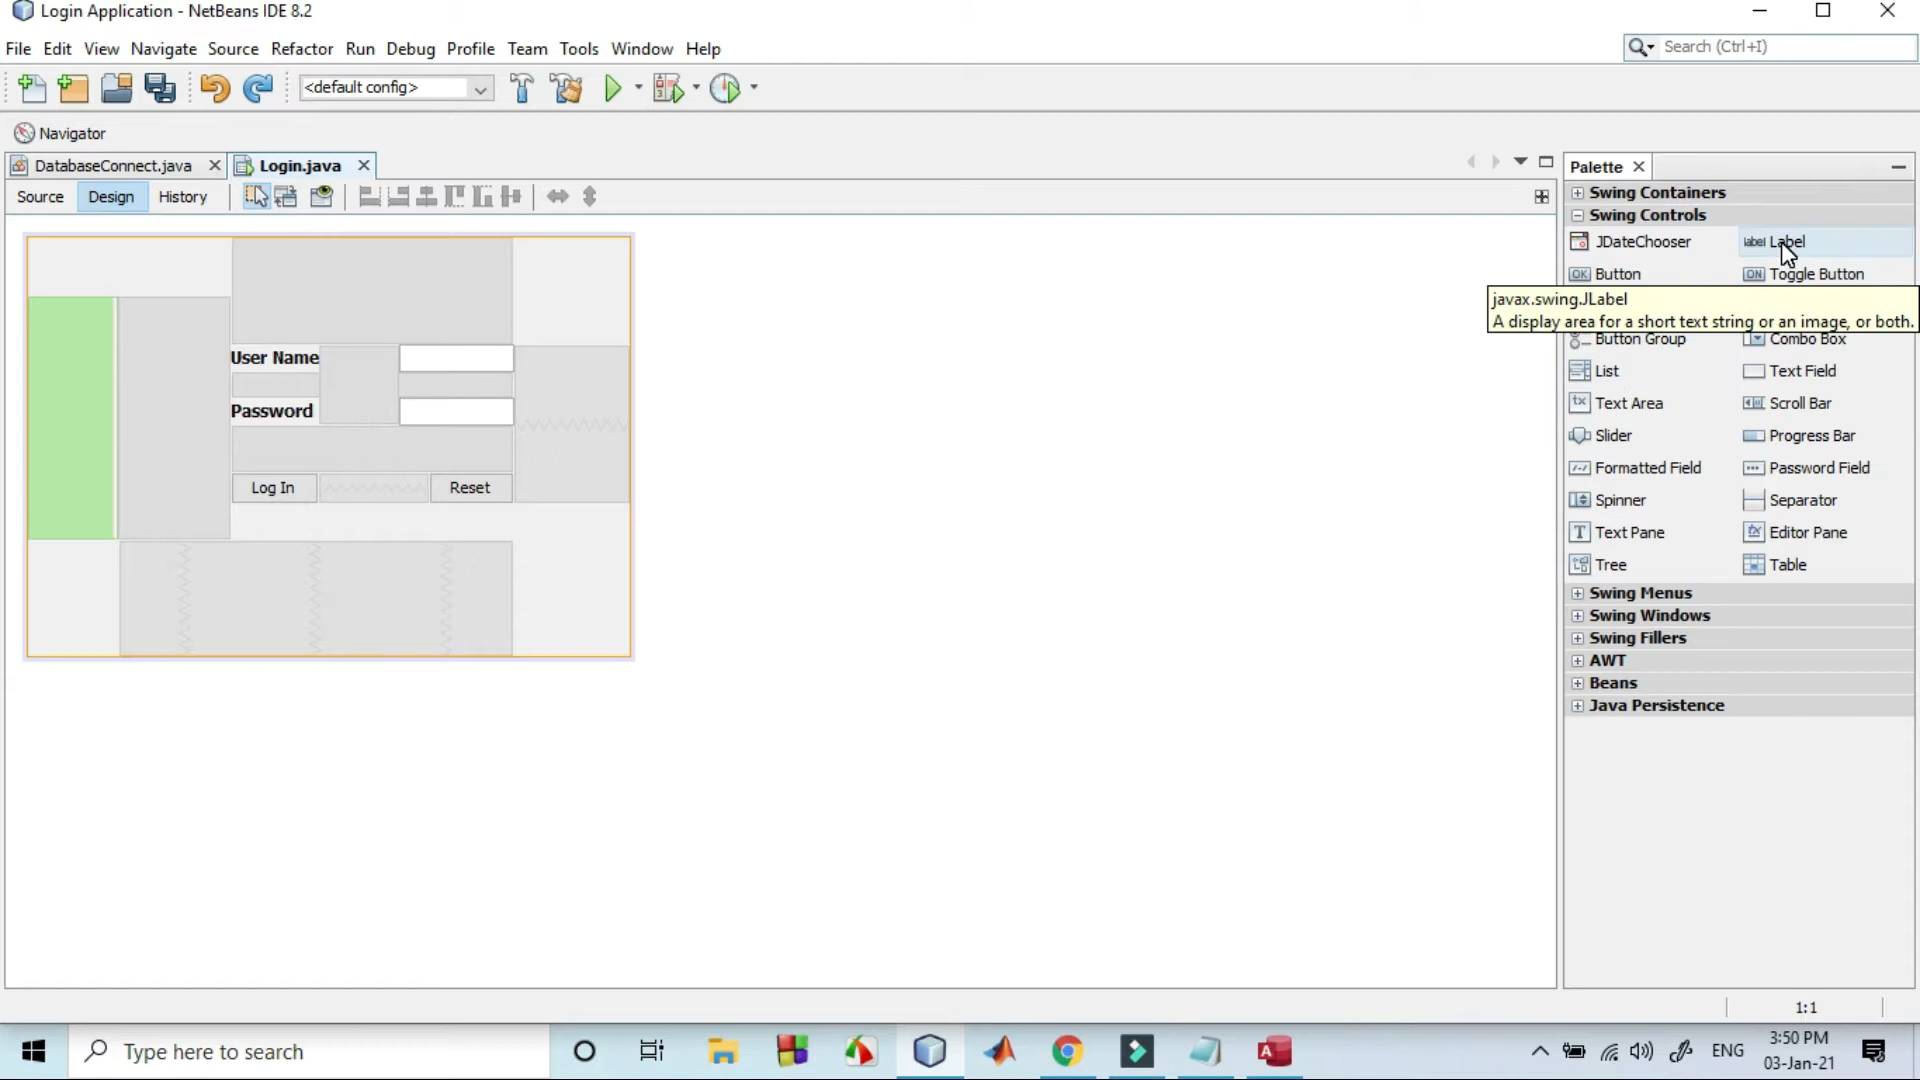 Login Application - NetBeans IDE 8.2
File Edit View Navigate Source Refactor Run Debug Profile Team Tools Window Help
Search (Ctrl+I)
<default config>
Navigator
DatabaseConnect.java Login.java
Palette
Source Design History
Swing Containers
Swing Controls
JDateChooser
label Label
OK Button
ON Toggle Button
javax.swing.JLabel
A display area for a short text string or an image, or both.
Button Group
Combo Box
List
Text Field
Text Area
Scroll Bar
Slider
Progress Bar
Formatted Field
Password Field
Spinner
Separator
Text Pane
Editor Pane
Tree
Table
Swing Menus
Swing Windows
Swing Fillers
AWT
Beans
Java Persistence
User Name
Password
Log In
Reset
1:1
Type here to search
ENG
3:50 PM
03-Jan-21